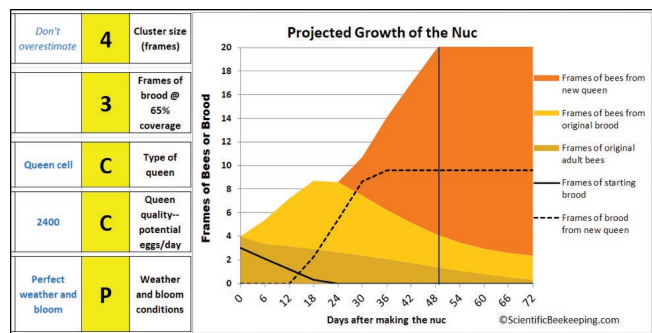 Don't
overestimate
4
Cluster size
(frames)
3
Frames of
brood @
65%
coverage
Queen cell
C
Type of
queen
2400
C
Queen
quality--
potential
eggs/day
Perfect
weather and
bloom
P
Weather
and bloom
conditions
Projected Growth of the Nuc
Frames of Bees or Brood
20
18
16
14
12
10
8
6
4
2
0
0 6 12 18 24 30 36 42 48 54 60 66 72
Days after making the nuc
Frames of bees from
new queen
Frames of bees from
original brood
Frames of original
adult bees
Frames of starting
brood
Frames of brood
from new queen
©ScientificBeekeeping.com